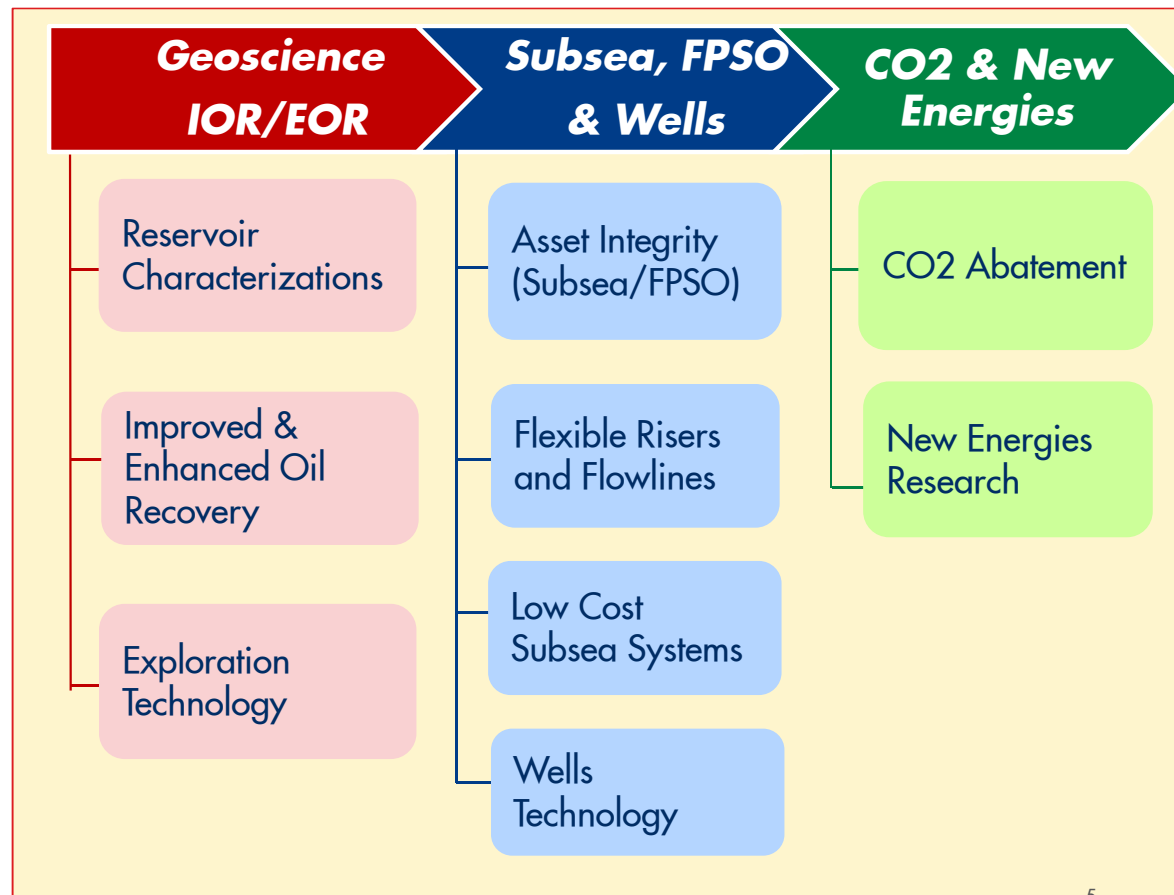 Geoscience
IOR/EOR
Subsea, FPSO
& Wells
CO2 & New
Energies
Reservoir
Characterizations
Improved &
Enhanced Oil
Recovery
Exploration
Technology
Asset Integrity
(Subsea/FPSO)
Flexible Risers
and Flowlines
Low Cost
Subsea Systems
Wells
Technology
CO2 Abatement
New Energies
Research
5